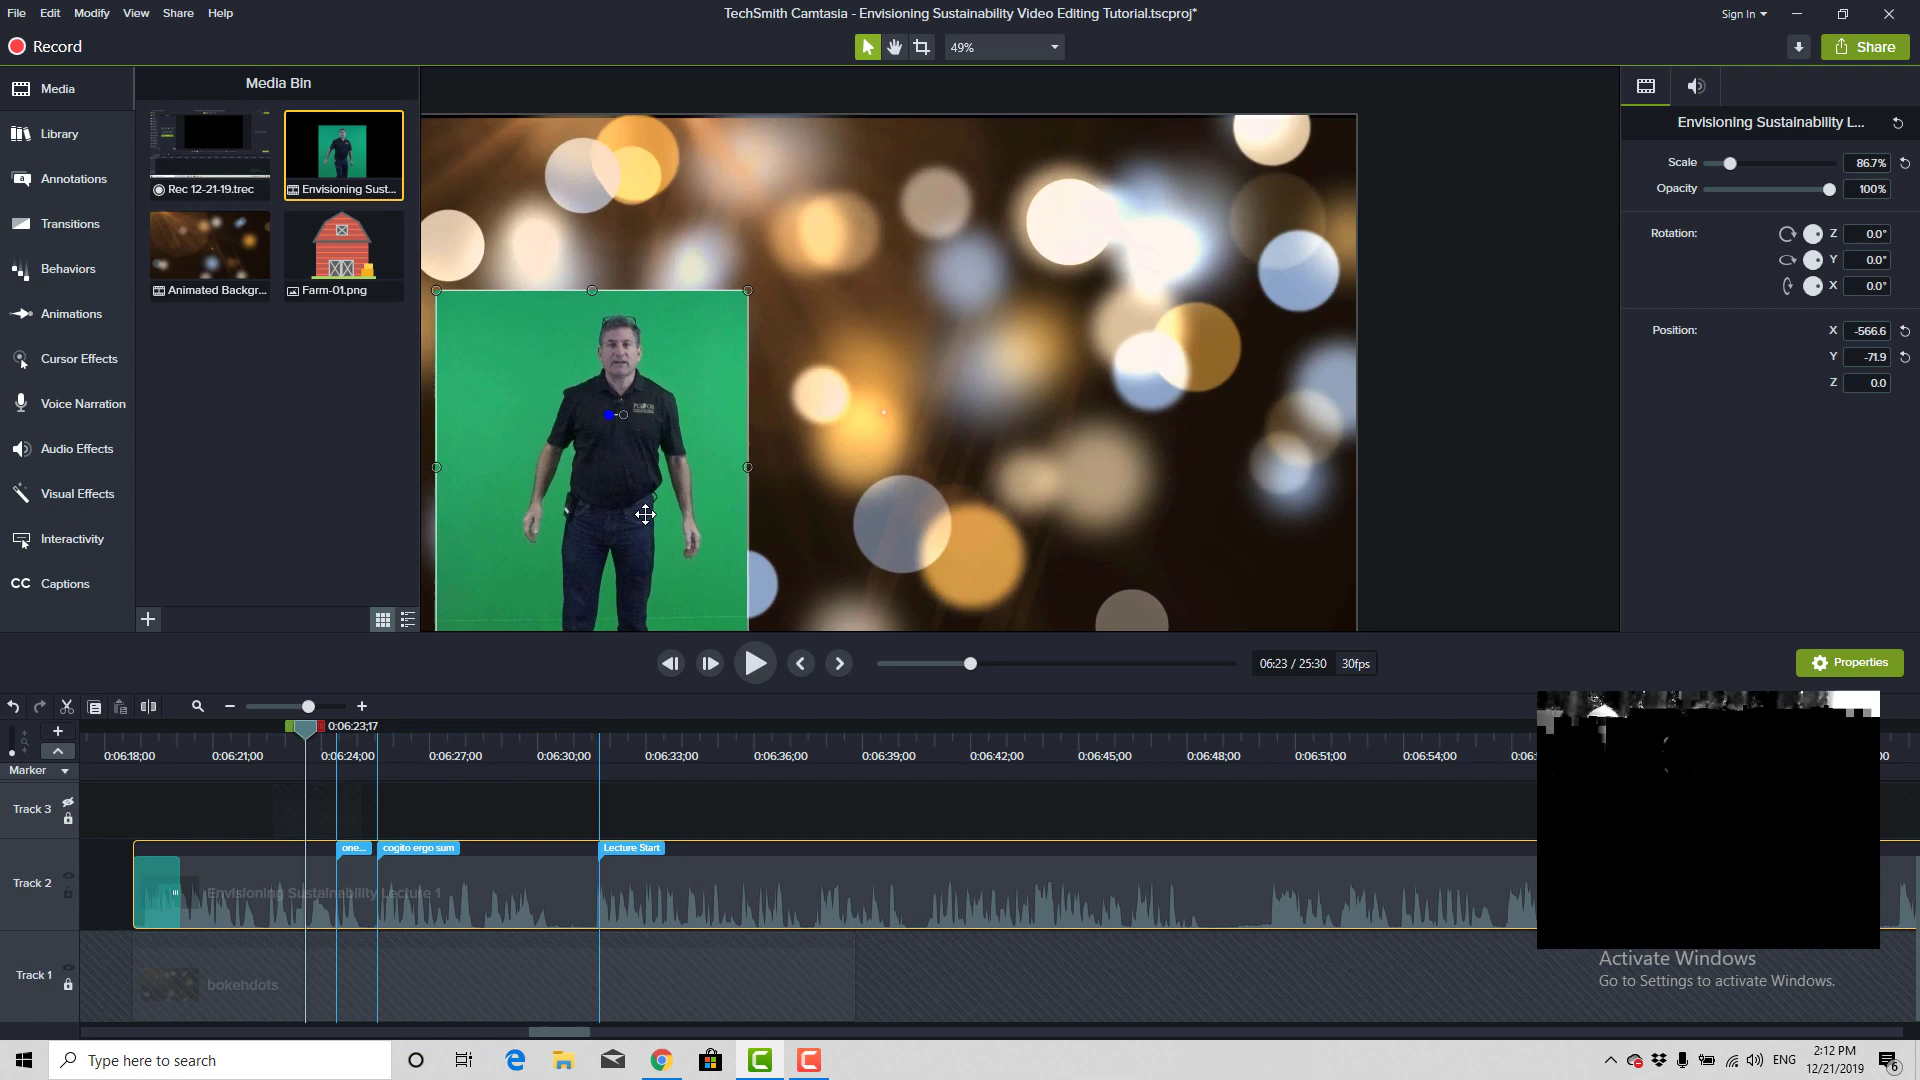 File Edit Modify View Share Help
TechSmith Camtasia - Envisioning Sustainability Video Editing Tutorial.tscproj*
Sign In
Record
49%
Share
Media
Library
Annotations
Transitions
Behaviors
Animations
Cursor Effects
Voice Narration
Audio Effects
Visual Effects
Interactivity
CC Captions
Media Bin
Rec 12-21-19.trec
Envisioning Sust...
Animated Backgr...
Farm-01.png
Envisioning Sustainability L...
Scale 86.7%
Opacity 100%
Rotation: Z 0.0°
Y 0.0°
X 0.0°
Position: X -566.6
Y -71.9
Z 0.0
06:23 / 25:30 30fps
Properties
0:06:23;17
0:06:18;00 0:06:21;00 0:06:24;00 0:06:27;00 0:06:30;00 0:06:33;00 0:06:36;00 0:06:39;00 0:06:42;00 0:06:45;00 0:06:48;00 0:06:51;00 0:06:54;00
Marker
Track 3
one... cogito ergo sum Lecture Start
Track 2
Envisioning Sustainability Lecture 1
Track 1
bokehdots
Activate Windows
Go to Settings to activate Windows.
Type here to search
ENG
2:12 PM
12/21/2019
6